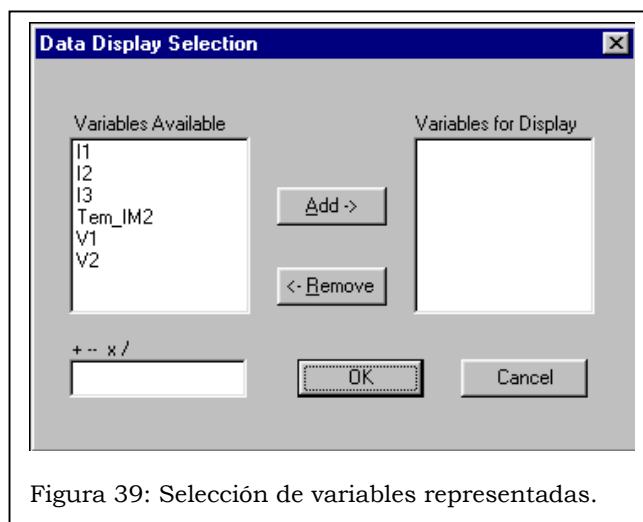 Data Display Selection
Variables Available
Variables for Display
I1
I2
I3
Tem_IM2
V1
V2
Add ->
<- Remove
+ -- x /
OK
Cancel
Figura 39: Selección de variables representadas.